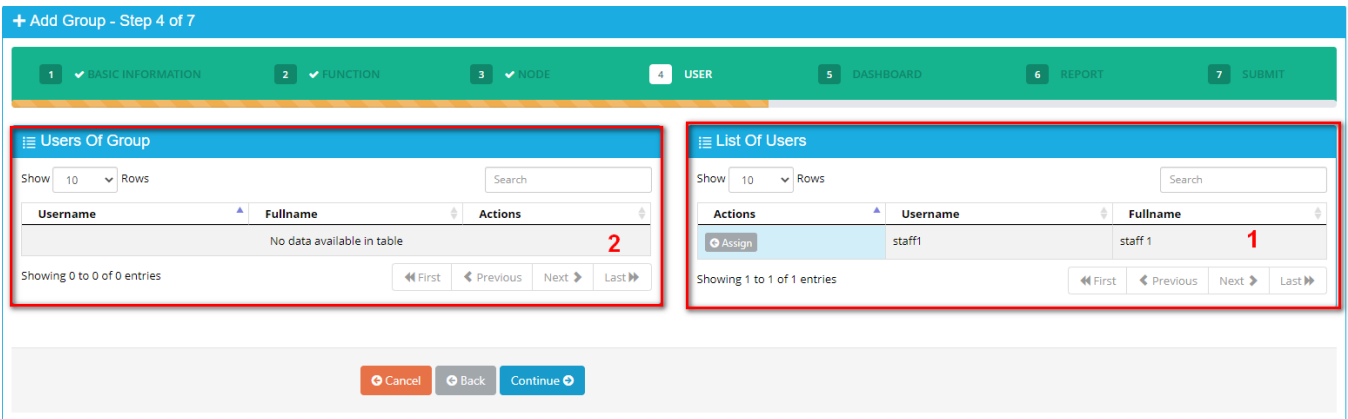 Add Group - Step 4 of 7
1 BASIC INFORMATION 2 FUNCTION 3 NODE 4 USER 5 DASHBOARD 6 REPORT 7 SUBMIT
Users Of Group
Show 10 Rows Search
Username Fullname Actions
No data available in table
2
Showing 0 to 0 of 0 entries
First Previous Next Last
List Of Users
Show 10 Rows Search
Actions Username Fullname
Assign staff1 staff 1
1
Showing 1 to 1 of 1 entries
First Previous Next Last
Cancel Back Continue